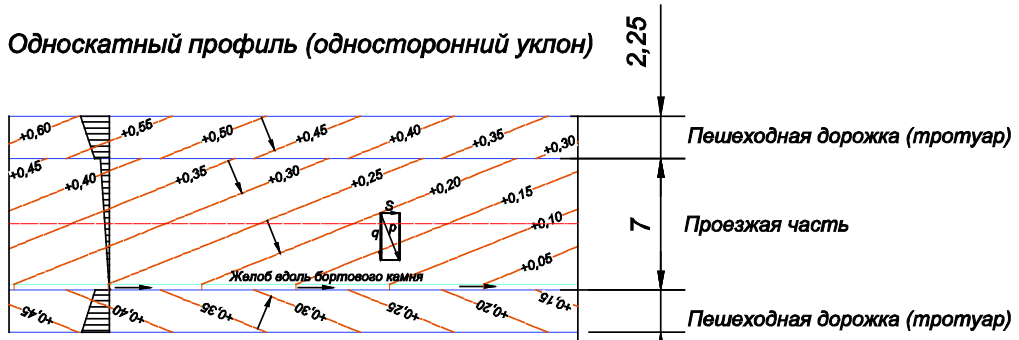 Односкатный профиль (односторонний уклон)
2,25
+0,60 +0,55 +0,50 +0,45 +0,40 +0,35 +0,30
Пешеходная дорожка (тротуар)
+0,45 +0,40 +0,35 +0,30 +0,25 +0,20 +0,15 +0,10 +0,05
S
q p
7
Проезжая часть
Желоб вдоль бортового камня
+0,45 +0,40 +0,35 +0,30 +0,25 +0,20 +0,15
Пешеходная дорожка (тротуар)